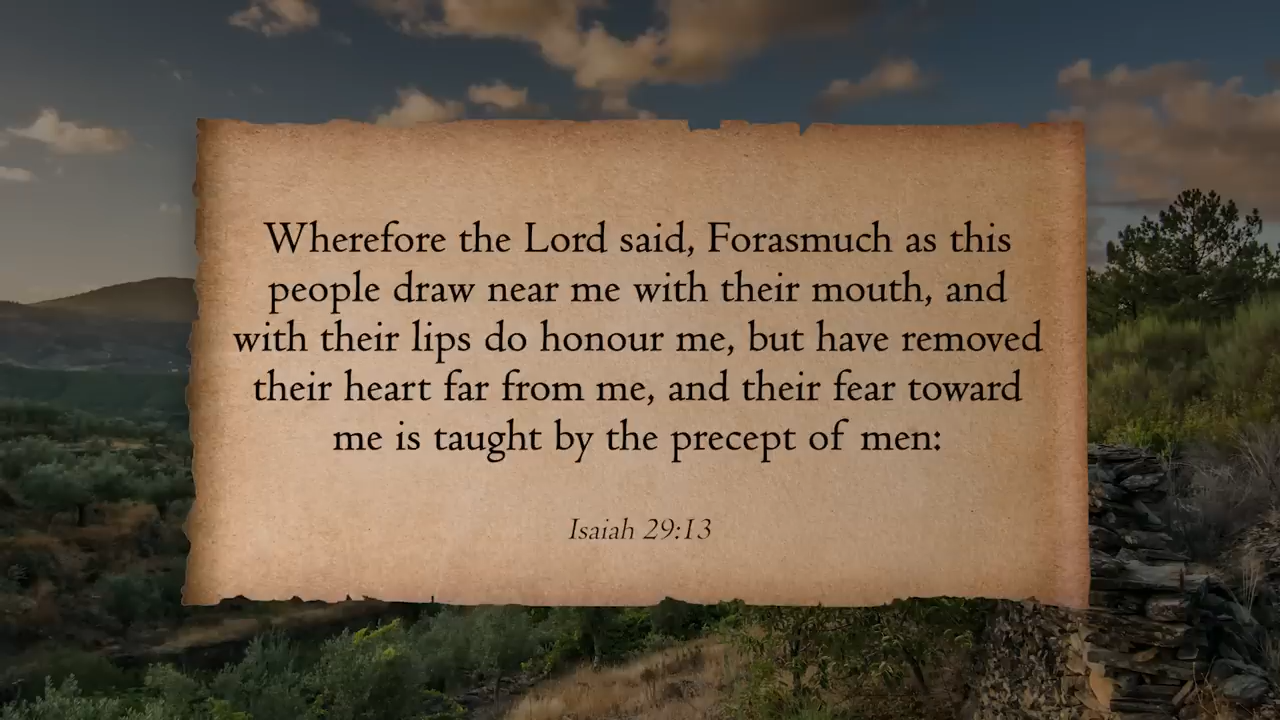 Wherefore the Lord said, Forasmuch as this
people draw near me with their mouth, and
with their lips do honour me, but have removed
their heart far from me, and their fear toward
me is taught by the precept of men:
Isaiah 29:13